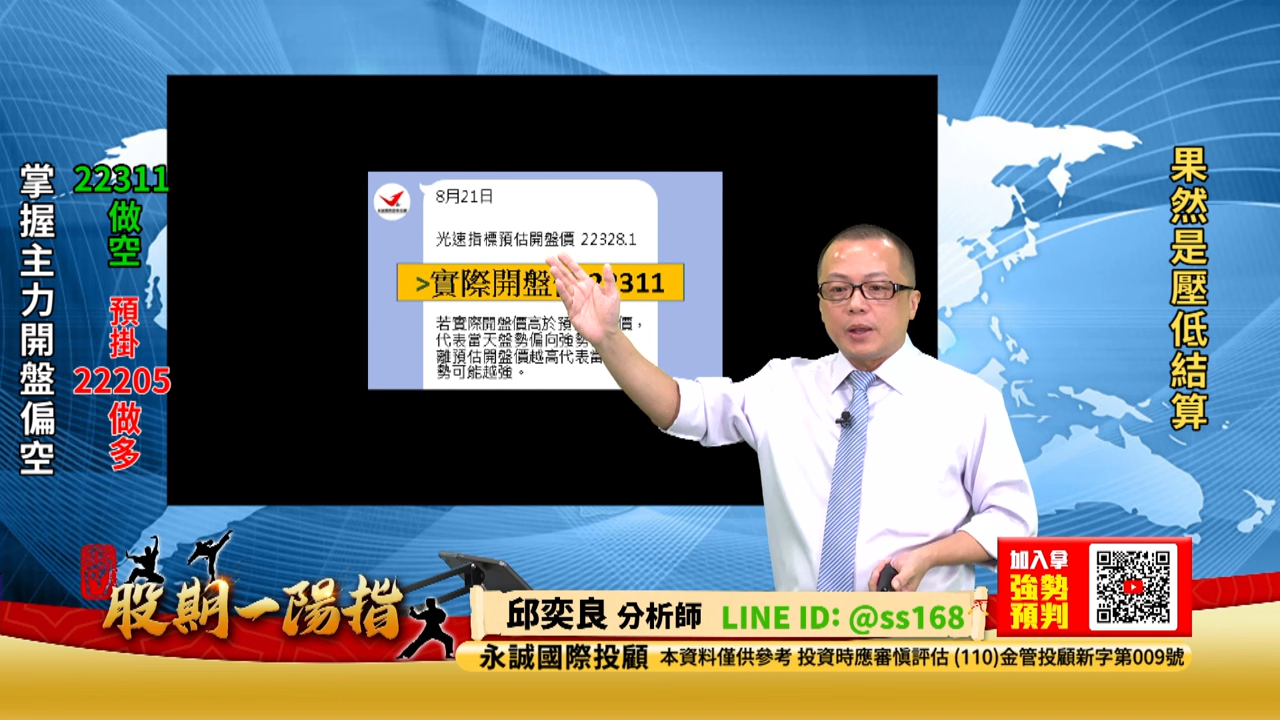 掌握主力開盤偏空
22311
做空
預掛
22205
做多
8月21日
光速指標預估開盤價 22328.1
>實際開盤
22311
若實際開盤價高於預
價，
代表當天盤勢偏向強勢
離預估開盤價越高代表當
勢可能越強。
果然是壓低結算
股期一陽指
邱奕良 分析師 LINE ID: @ss168
加入拿
強勢
預判
永誠國際投顧 本資料僅供參考 投資時應審慎評估 (110)金管投顧新字第009號